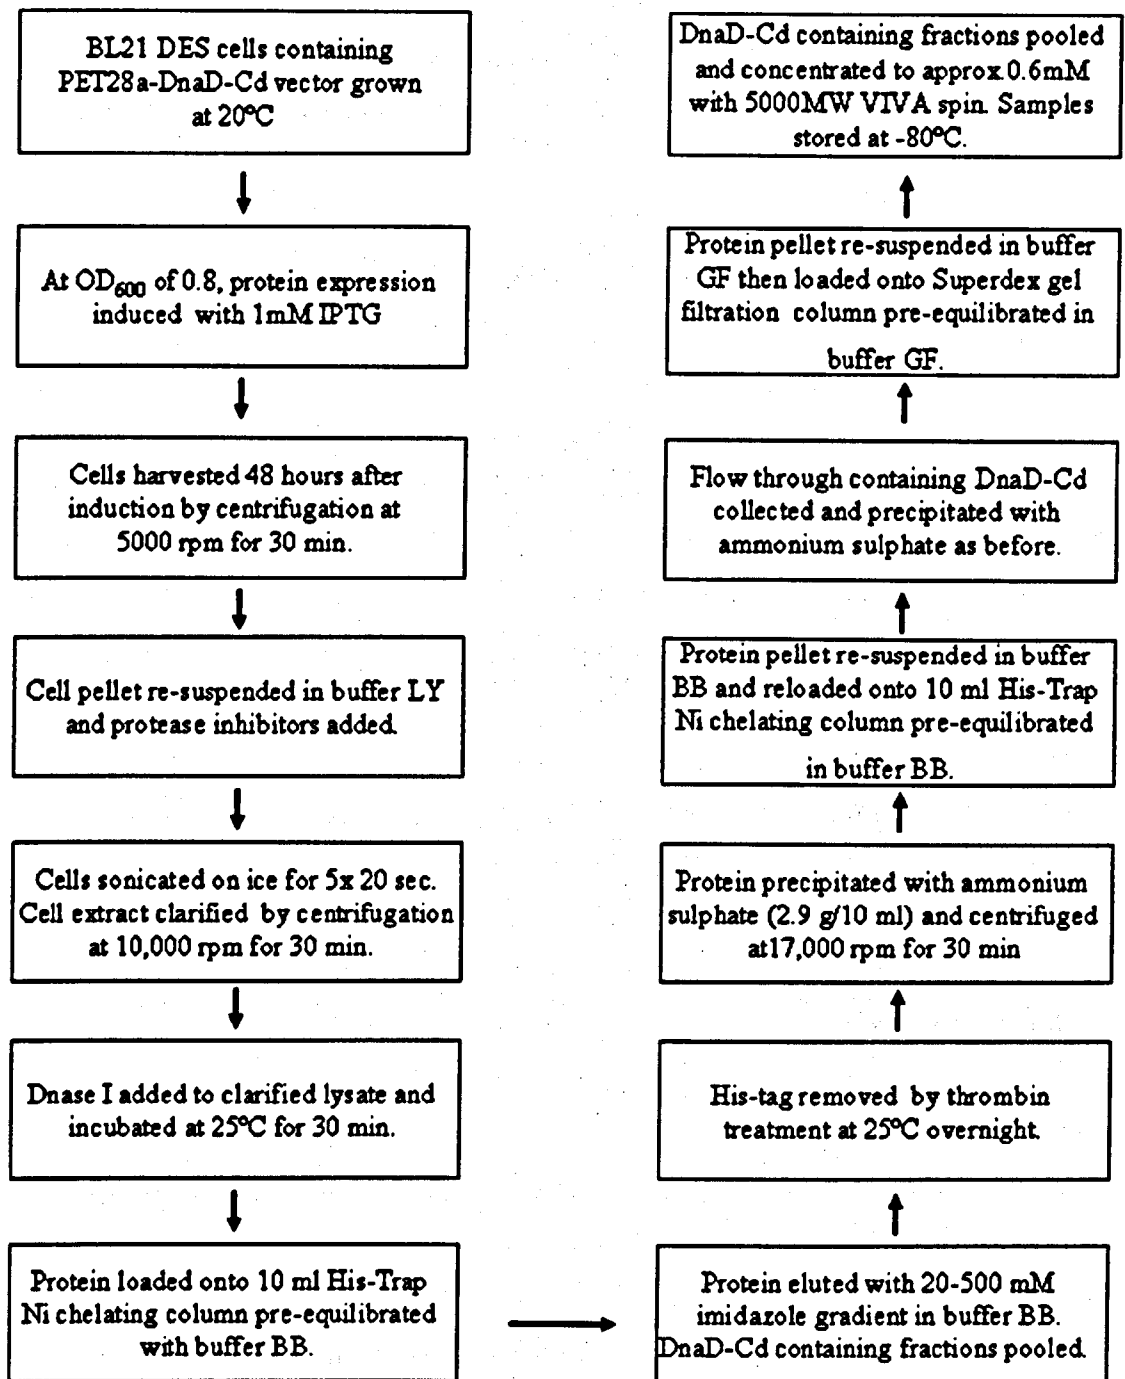 BL21 DES cells containing
PET28a-DnaD-Cd vector grown
at 20°C
At OD600 of 0.8, protein expression
induced with 1mM IPTG
Cells harvested 48 hours after
induction by centrifugation at
5000 rpm for 30 min.
Cell pellet re-suspended in buffer LY
and protease inhibitors added.
Cells sonicated on ice for 5x 20 sec.
Cell extract clarified by centrifugation
at 10,000 rpm for 30 min.
Dnase I added to clarified lysate and
incubated at 25°C for 30 min.
Protein loaded onto 10 ml His-Trap
Ni chelating column pre-equilibrated
with buffer BB.
Protein eluted with 20-500 mM
imidazole gradient in buffer BB.
DnaD-Cd containing fractions pooled.
His-tag removed by thrombin
treatment at 25°C overnight.
Protein precipitated with ammonium
sulphate (2.9 g/10 ml) and centrifuged
at17,000 rpm for 30 min
Protein pellet re-suspended in buffer
BB and reloaded onto 10 ml His-Trap
Ni chelating column pre-equilibrated
in buffer BB.
Flow through containing DnaD-Cd
collected and precipitated with
ammonium sulphate as before.
Protein pellet re-suspended in buffer
GF then loaded onto Superdex gel
filtration column pre-equilibrated in
buffer GF.
DnaD-Cd containing fractions pooled
and concentrated to approx.0.6mM
with 5000MW VIVA spin. Samples
stored at -80°C.